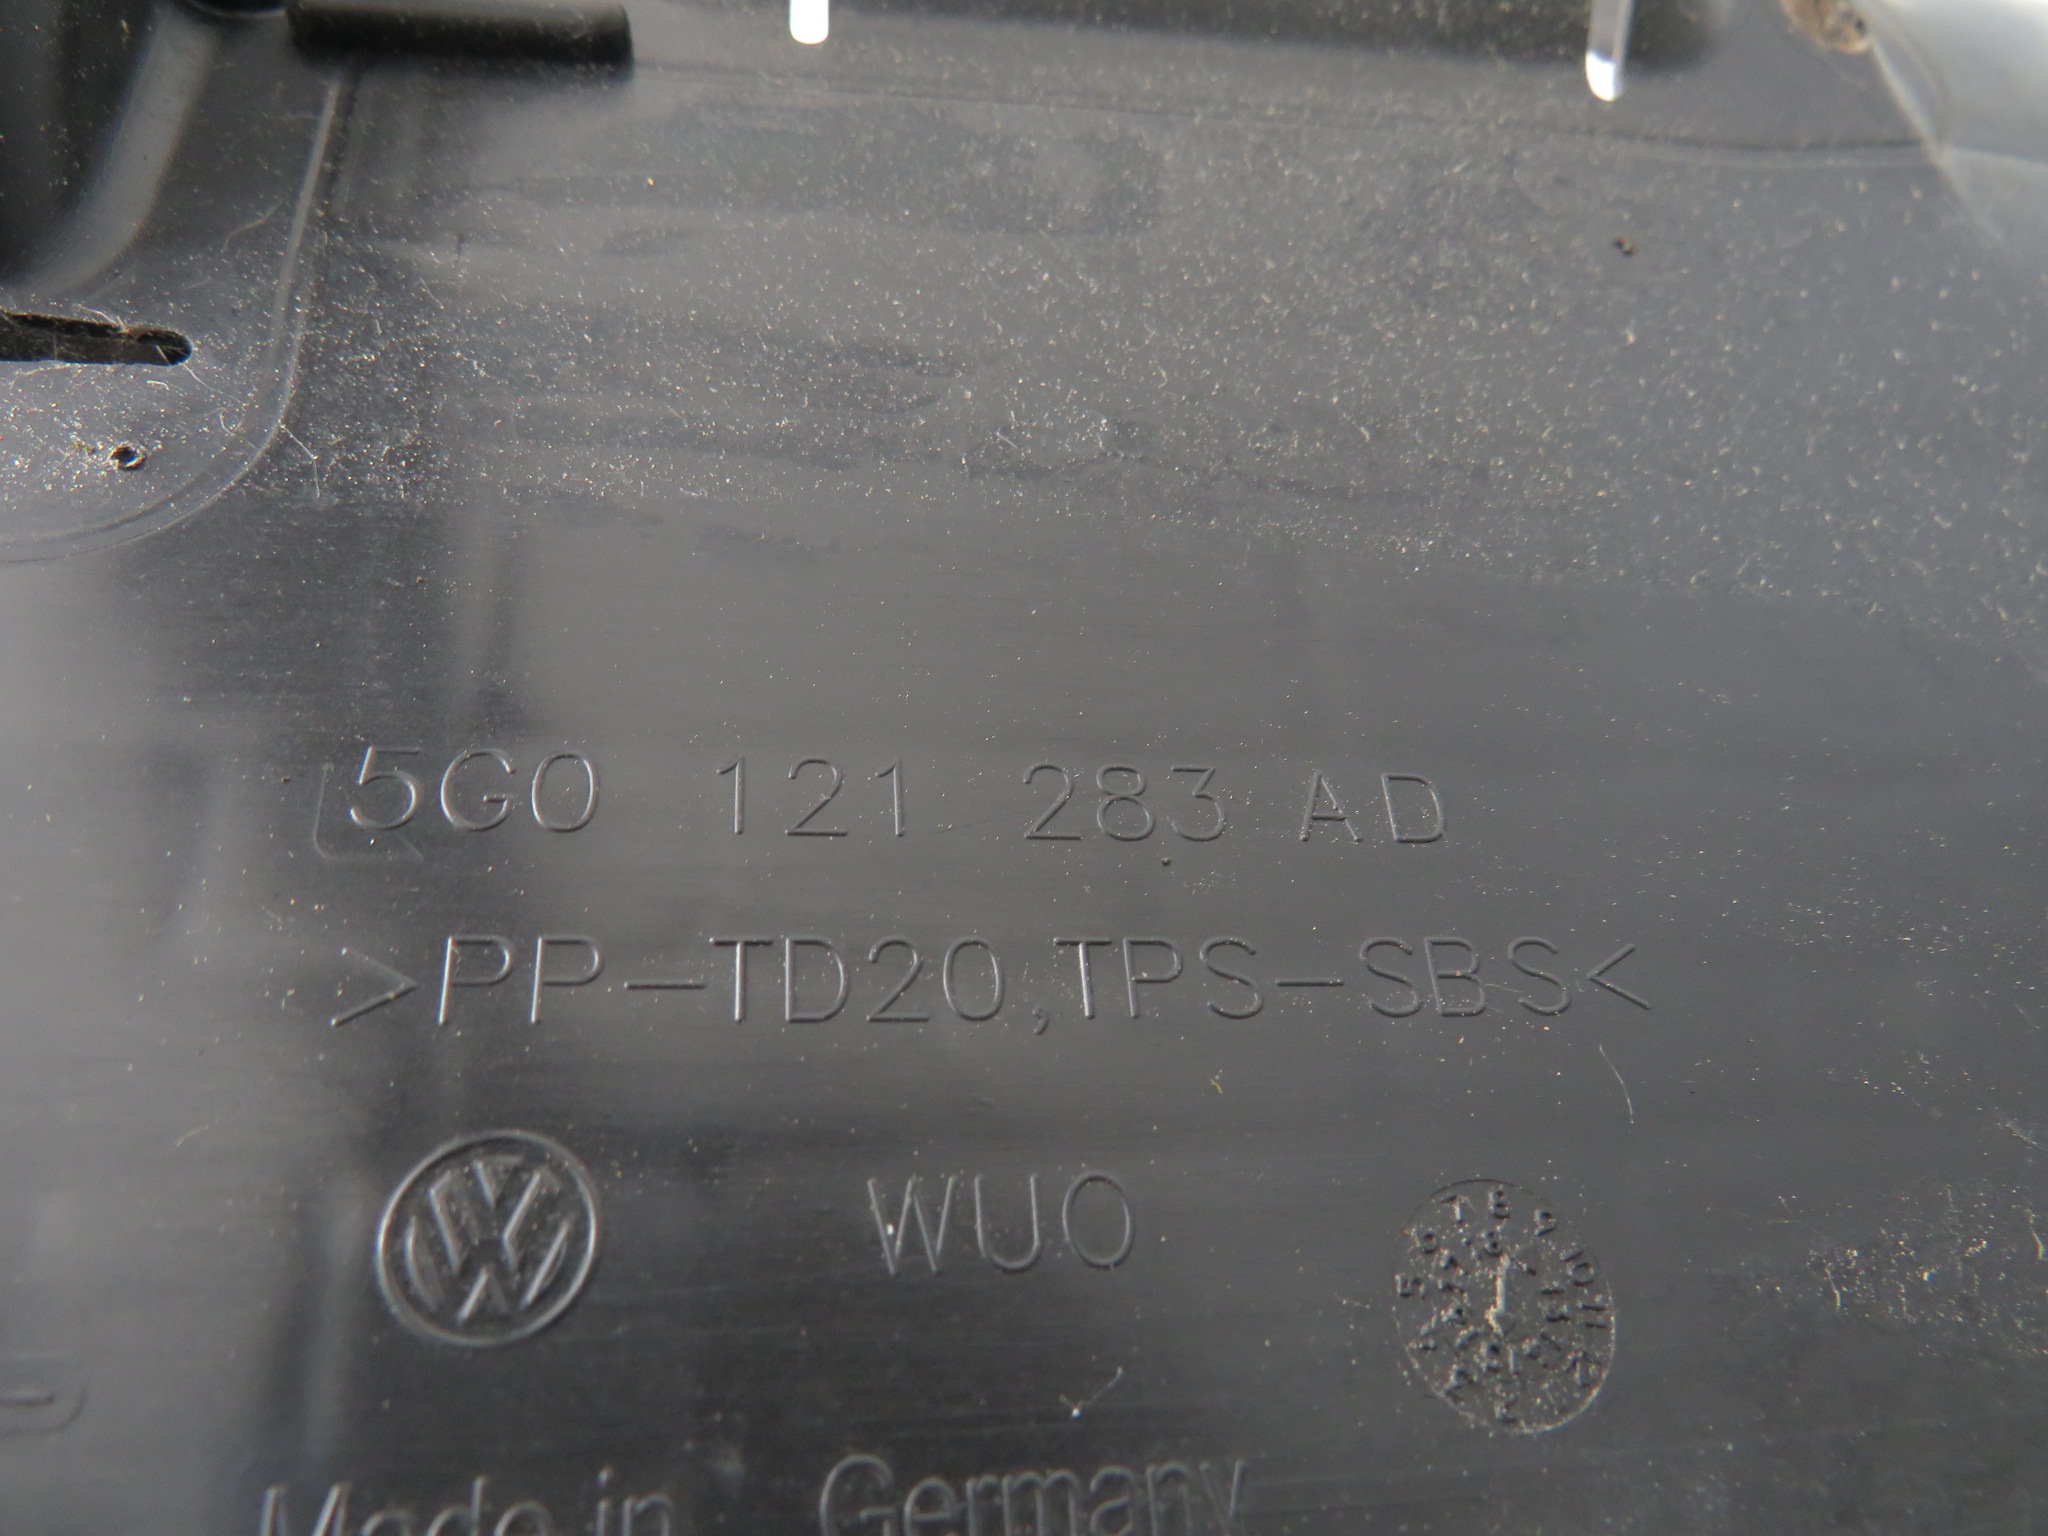 5G0 121 283 AD
>PP-TD20,TPS-SBS<
WUO
Made in Germany